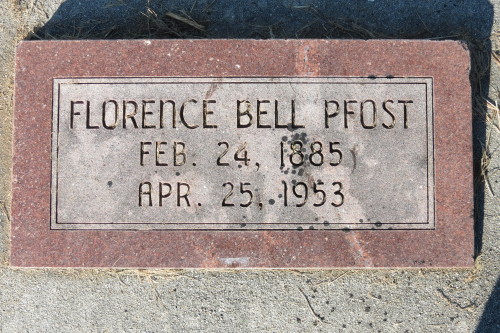 FLORENCE BELL PFOST
FEB. 24, 1885
APR. 25, 1953